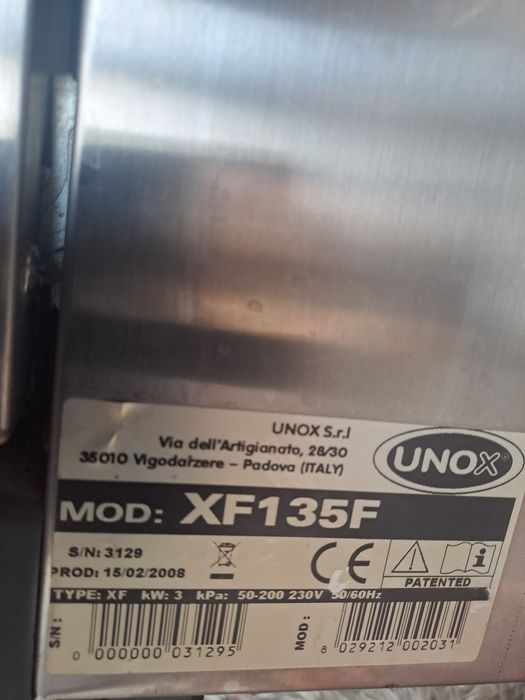 UNOX S.r.l
Via dell'Artigianato, 28/30
35010 Vigodarzere – Padova (ITALY)
UNOX
MOD: XF135F
S/N: 3129
PROD: 15/02/2008
CE
i
PATENTED
TYPE: XF kW: 3 kPa: 50-200 230V 50/60Hz
S/N:
0 000000 031295
MOD:
8 029212 002031